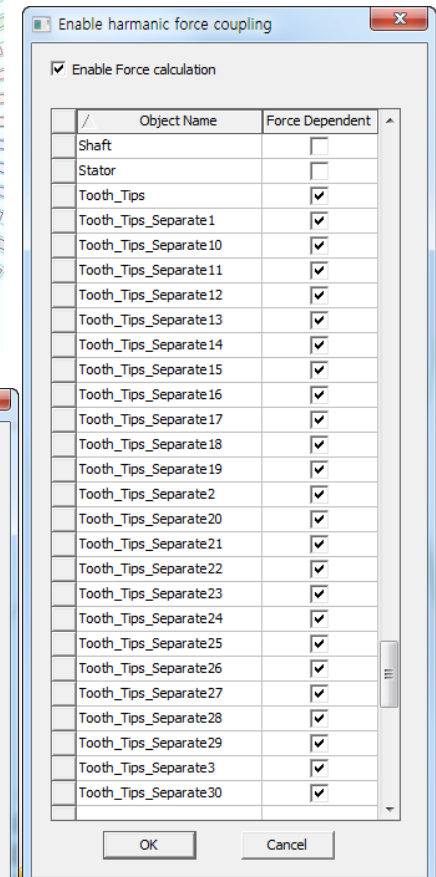 Enable harmanic force coupling
Enable Force calculation
Object Name Force Dependent
Shaft
Stator
Tooth_Tips
Tooth_Tips_Separate1
Tooth_Tips_Separate10
Tooth_Tips_Separate11
Tooth_Tips_Separate12
Tooth_Tips_Separate13
Tooth_Tips_Separate14
Tooth_Tips_Separate15
Tooth_Tips_Separate16
Tooth_Tips_Separate17
Tooth_Tips_Separate18
Tooth_Tips_Separate19
Tooth_Tips_Separate2
Tooth_Tips_Separate20
Tooth_Tips_Separate21
Tooth_Tips_Separate22
Tooth_Tips_Separate23
Tooth_Tips_Separate24
Tooth_Tips_Separate25
Tooth_Tips_Separate26
Tooth_Tips_Separate27
Tooth_Tips_Separate28
Tooth_Tips_Separate29
Tooth_Tips_Separate3
Tooth_Tips_Separate30
OK Cancel